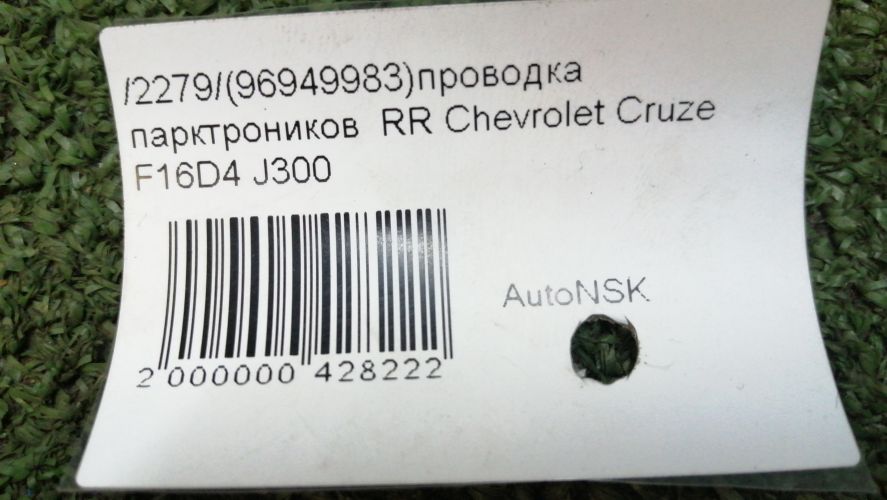 /2279/(96949983)проводка
парктроников RR Chevrolet Cruze
F16D4 J300
AutoNSK
2 000000 428222